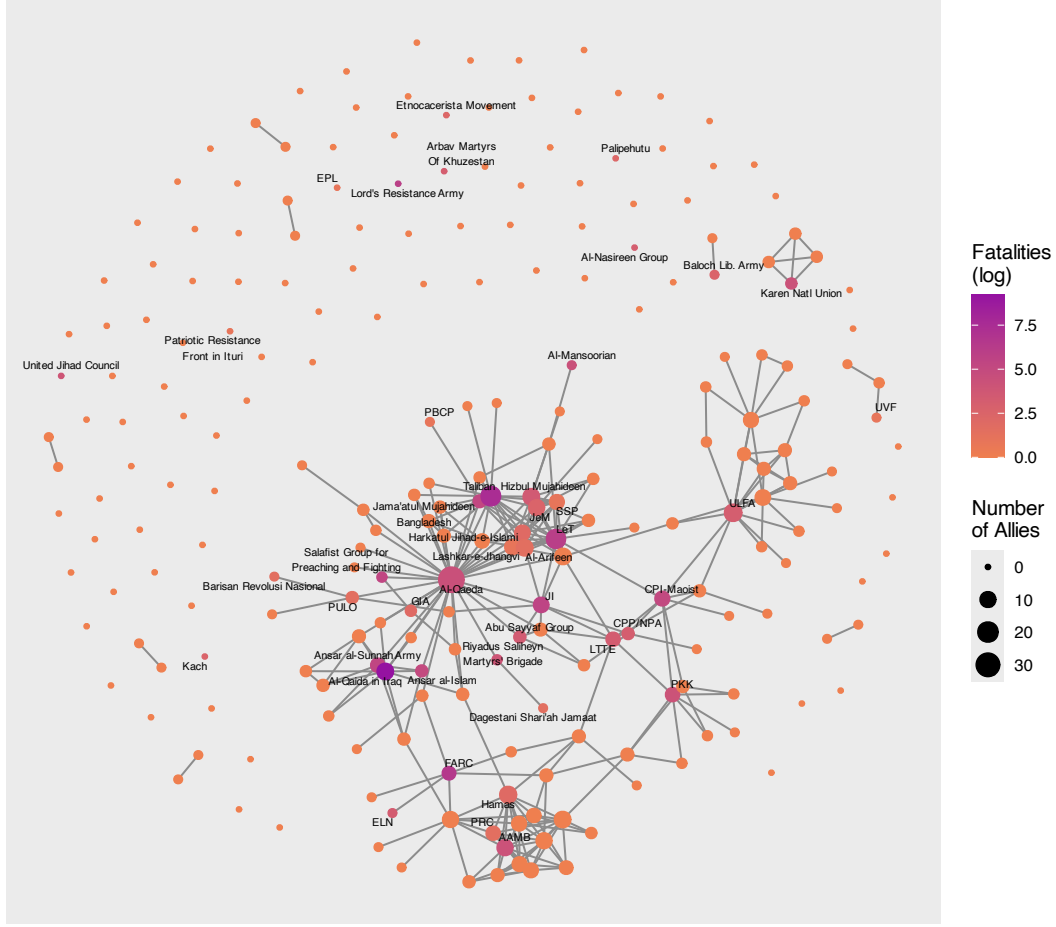 Etnocacerista Movement
Arbav Martyrs
Of Khuzestan
Palipehutu
EPL
Lord's Resistance Army
Al-Nasireen Group
Baloch Lib. Army
Karen Natl Union
Patriotic Resistance
Front in Ituri
United Jihad Council
Al-Mansoorian
PBCP
UVF
Taliban
Hizbul Mujahideen
Jama'atul Mujahideen
Bangladesh
JeM
SSP
ULFA
LeT
Harkatul Jihad-e-Islami
Salafist Group for
Preaching and Fighting
Lashkar-e-Jhangvi
Al-Arifeen
Barisan Revolusi Nasional
Al-Qaeda
CPI-Maoist
PULO
GIA
JI
Abu Sayyaf Group
CPP/NPA
LTTE
Riyadus Saliheyn
Martyrs' Brigade
Ansar al-Sunnah Army
Kach
Al-Qaida in Iraq
Ansar al-Islam
PKK
Dagestani Shari'ah Jamaat
FARC
Hamas
ELN
PRC
AAMB
Fatalities
(log)
7.5
5.0
2.5
0.0
Number
of Allies
0
10
20
30